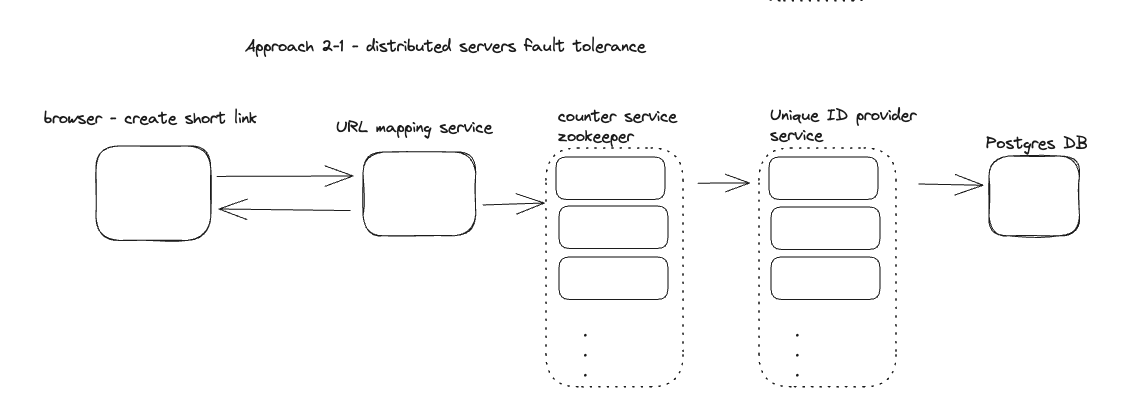 Approach 2-1 - distributed servers fault tolerance
browser - create short link
URL mapping service
counter service
zookeeper
Unique ID provider
service
Postgres DB